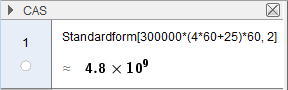 CAS
1
Standardform[300000*(4*60+25)*60, 2]
≈ 4.8 × 10⁹